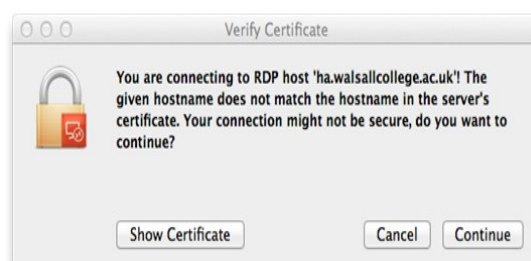 Verify Certificate
You are connecting to RDP host 'ha.walsallcollege.ac.uk'! The
given hostname does not match the hostname in the server's
certificate. Your connection might not be secure, do you want to
continue?
Show Certificate
Cancel
Continue